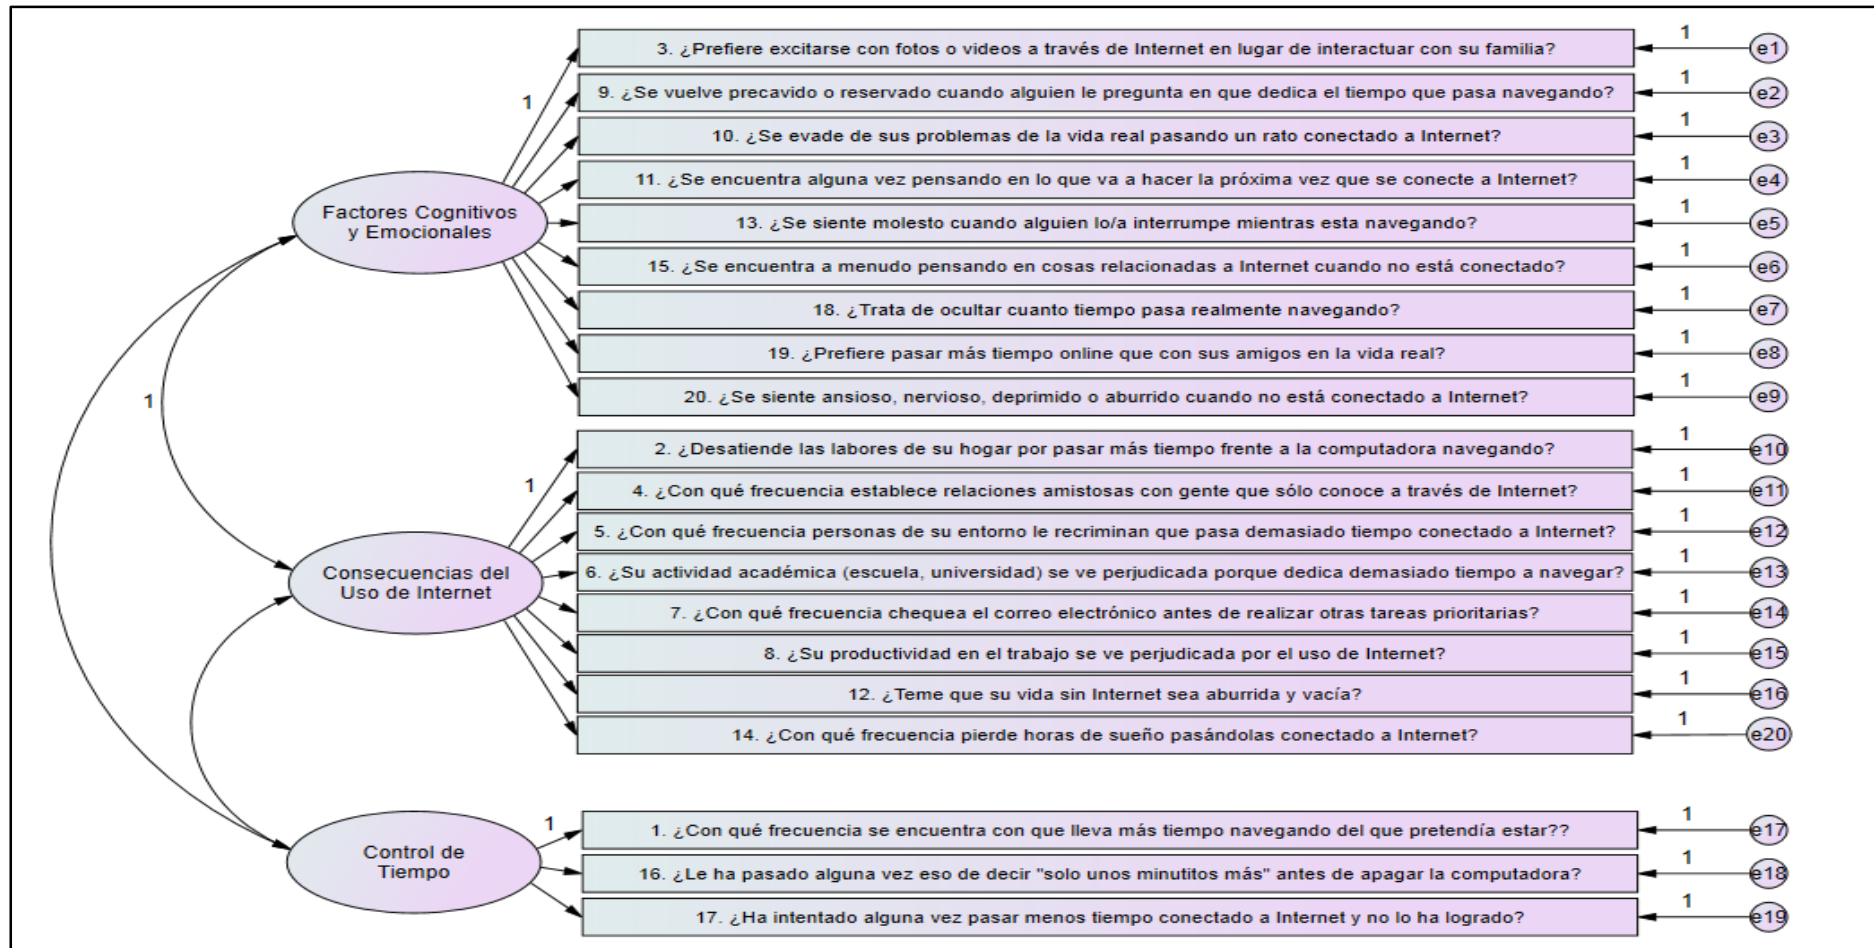 3. ¿Prefiere excitarse con fotos o videos a través de Internet en lugar de interactuar con su familia?
1
e1
9. ¿Se vuelve precavido o reservado cuando alguien le pregunta en que dedica el tiempo que pasa navegando?
1
e2
1
10. ¿Se evade de sus problemas de la vida real pasando un rato conectado a Internet?
1
e3
11. ¿Se encuentra alguna vez pensando en lo que va a hacer la próxima vez que se conecte a Internet?
1
e4
Factores Cognitivos
y Emocionales
13. ¿Se siente molesto cuando alguien lo/a interrumpe mientras esta navegando?
1
e5
15. ¿Se encuentra a menudo pensando en cosas relacionadas a Internet cuando no está conectado?
1
e6
18. ¿Trata de ocultar cuanto tiempo pasa realmente navegando?
1
e7
19. ¿Prefiere pasar más tiempo online que con sus amigos en la vida real?
1
e8
20. ¿Se siente ansioso, nervioso, deprimido o aburrido cuando no está conectado a Internet?
1
e9
1
2. ¿Desatiende las labores de su hogar por pasar más tiempo frente a la computadora navegando?
1
e10
1
4. ¿Con qué frecuencia establece relaciones amistosas con gente que sólo conoce a través de Internet?
1
e11
5. ¿Con qué frecuencia personas de su entorno le recriminan que pasa demasiado tiempo conectado a Internet?
1
e12
Consecuencias del
Uso de Internet
6. ¿Su actividad académica (escuela, universidad) se ve perjudicada porque dedica demasiado tiempo a navegar?
1
e13
7. ¿Con qué frecuencia chequea el correo electrónico antes de realizar otras tareas prioritarias?
1
e14
8. ¿Su productividad en el trabajo se ve perjudicada por el uso de Internet?
1
e15
12. ¿Teme que su vida sin Internet sea aburrida y vacía?
1
e16
14. ¿Con qué frecuencia pierde horas de sueño pasándolas conectado a Internet?
1
e20
Control de
Tiempo
1
1. ¿Con qué frecuencia se encuentra con que lleva más tiempo navegando del que pretendía estar??
1
e17
16. ¿Le ha pasado alguna vez eso de decir "solo unos minutitos más" antes de apagar la computadora?
1
e18
17. ¿Ha intentado alguna vez pasar menos tiempo conectado a Internet y no lo ha logrado?
1
e19